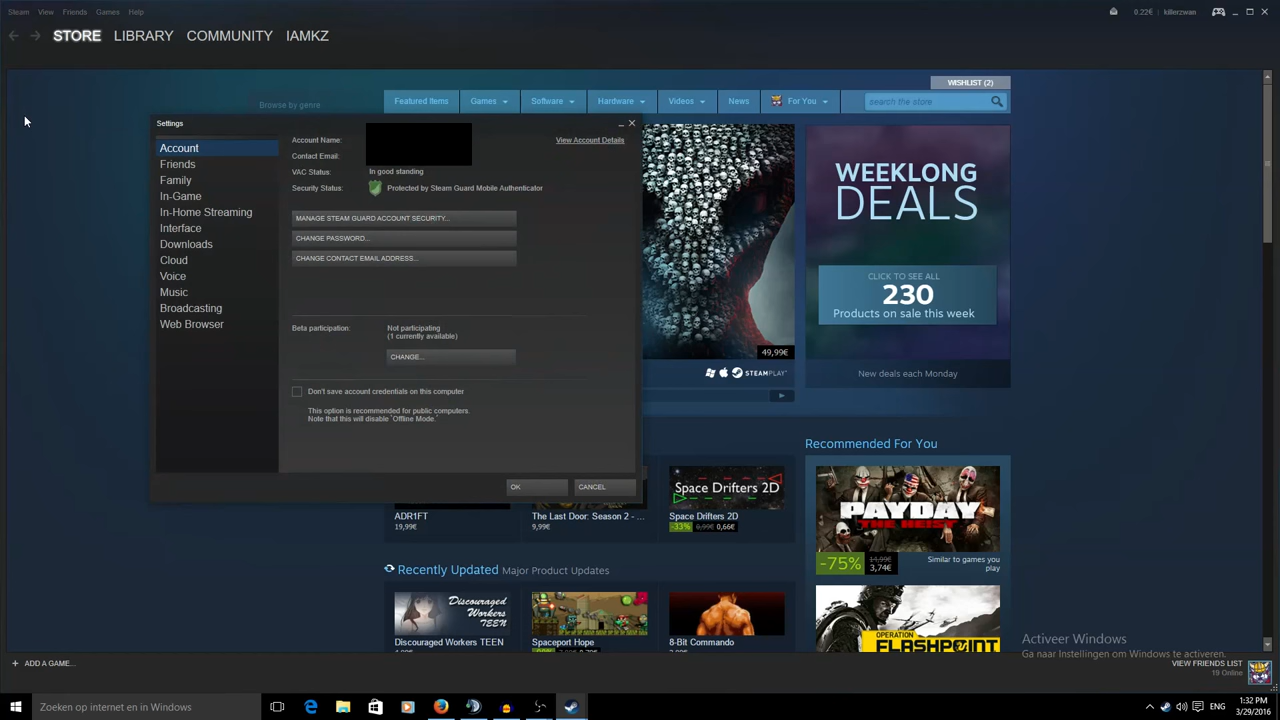 Steam View Friends Games Help
0.22€ killerzwan
STORE LIBRARY COMMUNITY IAMKZ
WISHLIST (2)
Browse by genre
Featured Items Games Software Hardware Videos News For You search the store
Settings
Account
Friends
Family
In-Game
In-Home Streaming
Interface
Downloads
Cloud
Voice
Music
Broadcasting
Web Browser
Account Name:
View Account Details
Contact Email:
VAC Status: In good standing
Security Status: Protected by Steam Guard Mobile Authenticator
MANAGE STEAM GUARD ACCOUNT SECURITY...
CHANGE PASSWORD...
CHANGE CONTACT EMAIL ADDRESS...
Beta participation: Not participating
(1 currently available)
CHANGE...
Don't save account credentials on this computer
This option is recommended for public computers.
Note that this will disable 'Offline Mode.'
OK CANCEL
49,99€
STEAMPLAY
WEEKLONG
DEALS
CLICK TO SEE ALL
230
Products on sale this week
New deals each Monday
ADR1FT
19,99€
The Last Door: Season 2 - ...
9,99€
Space Drifters 2D
Space Drifters 2D
-33% 0,99€ 0,66€
Recommended For You
PAYDAY
THE HEIST
-75% 14,99€ 3,74€
Similar to games you
play
OPERATION
FLASHPOINT
Recently Updated Major Product Updates
Discouraged
Workers
TEEN
Discouraged Workers TEEN
Spaceport Hope
8-Bit Commando
Activeer Windows
Ga naar Instellingen om Windows te activeren.
ADD A GAME...
VIEW FRIENDS LIST
19 Online
Zoeken op internet en in Windows
ENG
1:32 PM
3/29/2016